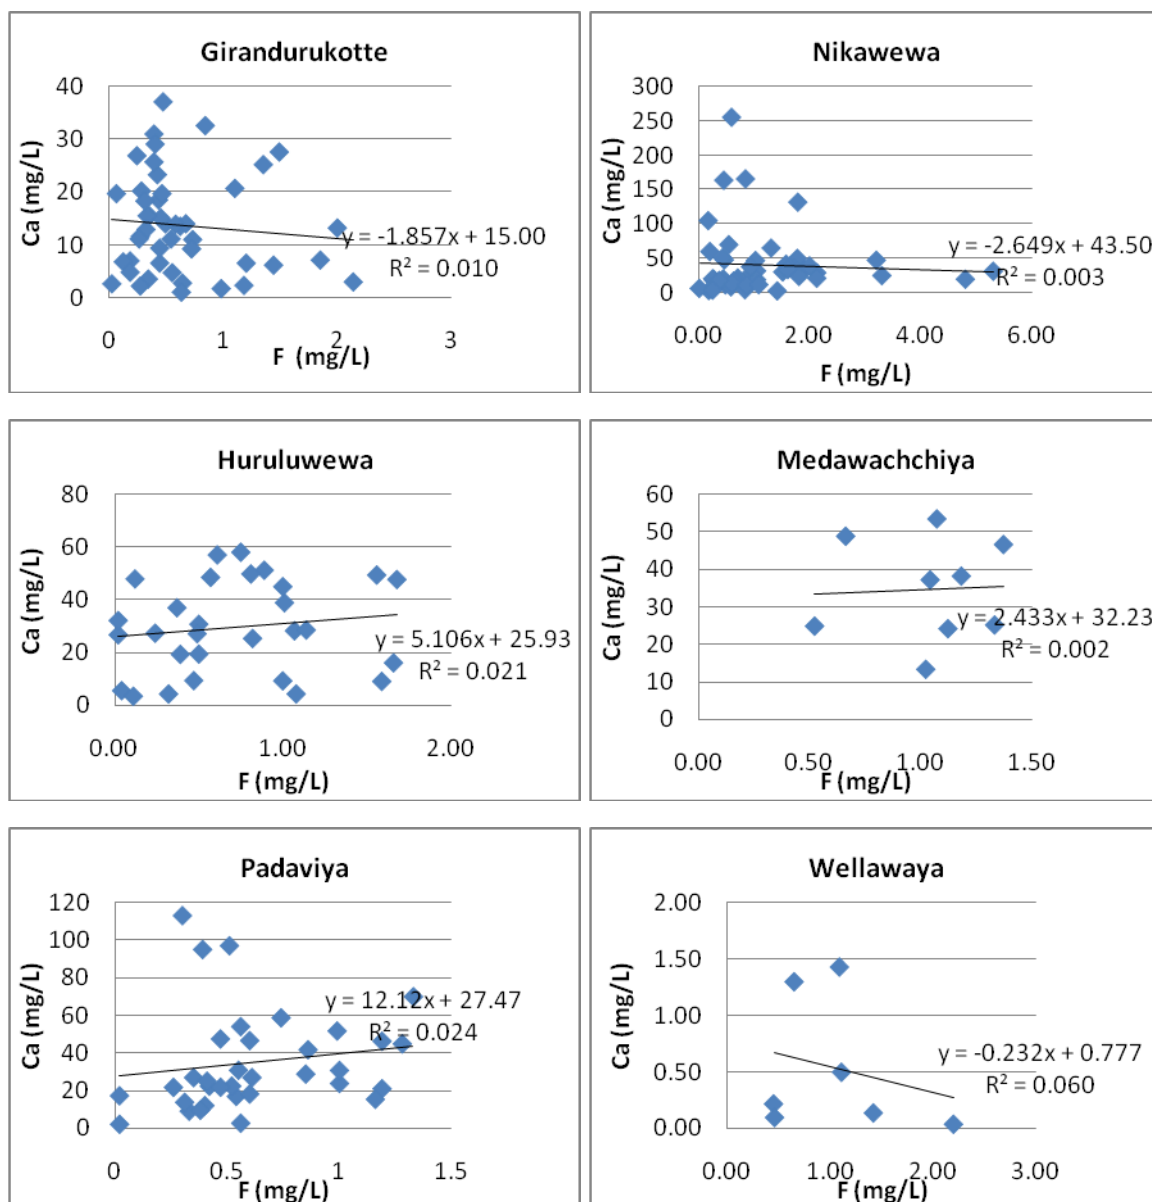 Girandurukotte
40
30
20
10
0
Ca (mg/L)
y = -1.857x + 15.00
R² = 0.010
0 1 2 3
F (mg/L)
Nikawewa
300
250
200
150
100
50
0
Ca (mg/L)
y = -2.649x + 43.50
R² = 0.003
0.00 2.00 4.00 6.00
F (mg/L)
Huruluwewa
80
60
40
20
0
Ca (mg/L)
y = 5.106x + 25.93
R² = 0.021
0.00 1.00 2.00
F (mg/L)
Medawachchiya
60
50
40
30
20
10
0
Ca (mg/L)
y = 2.433x + 32.23
R² = 0.002
0.00 0.50 1.00 1.50
F (mg/L)
Padaviya
120
100
80
60
40
20
0
Ca (mg/L)
y = 12.12x + 27.47
R² = 0.024
0 0.5 1 1.5
F (mg/L)
Wellawaya
2.00
1.50
1.00
0.50
0.00
Ca (mg/L)
y = -0.232x + 0.777
R² = 0.060
0.00 1.00 2.00 3.00
F (mg/L)